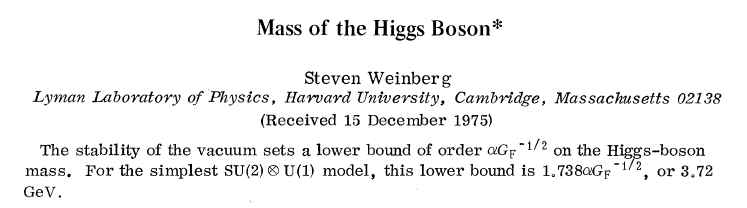 Mass of the Higgs Boson*
Steven Weinberg
Lyman Laboratory of Physics, Harvard University, Cambridge, Massachusetts 02138
(Received 15 December 1975)
The stability of the vacuum sets a lower bound of order αG_F^{-1/2} on the Higgs-boson
mass. For the simplest SU(2)⊗U(1) model, this lower bound is 1.738αG_F^{-1/2}, or 3.72
GeV.